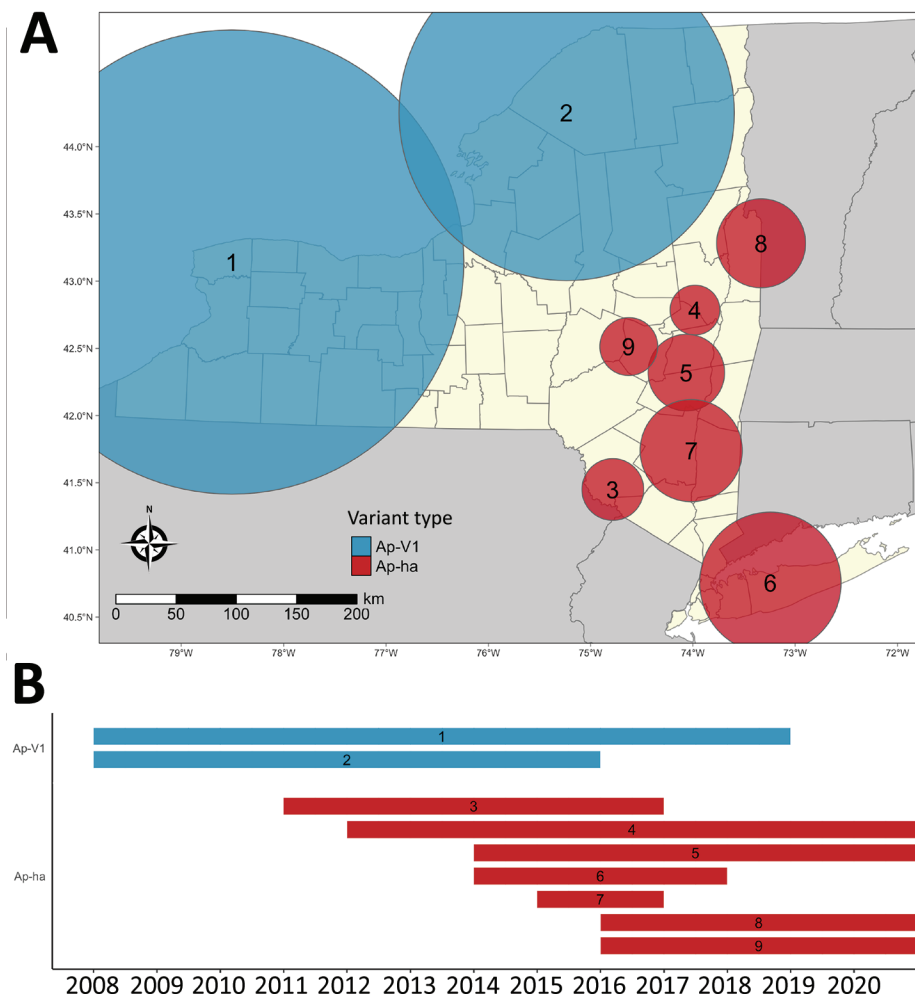 A
1
2
44.0°N
43.5°N
8
1
43.0°N
4
9
42.5°N
5
42.0°N
7
41.5°N
3
N
Variant type
41.0°N
Ap-V1
Ap-ha
6
km
0 50 100 150 200
40.5°N
79°W 78°W 77°W 76°W 75°W 74°W 73°W 72°W
B
Ap-V1
1
2
3
4
5
Ap-ha
6
7
8
9
2008 2009 2010 2011 2012 2013 2014 2015 2016 2017 2018 2019 2020